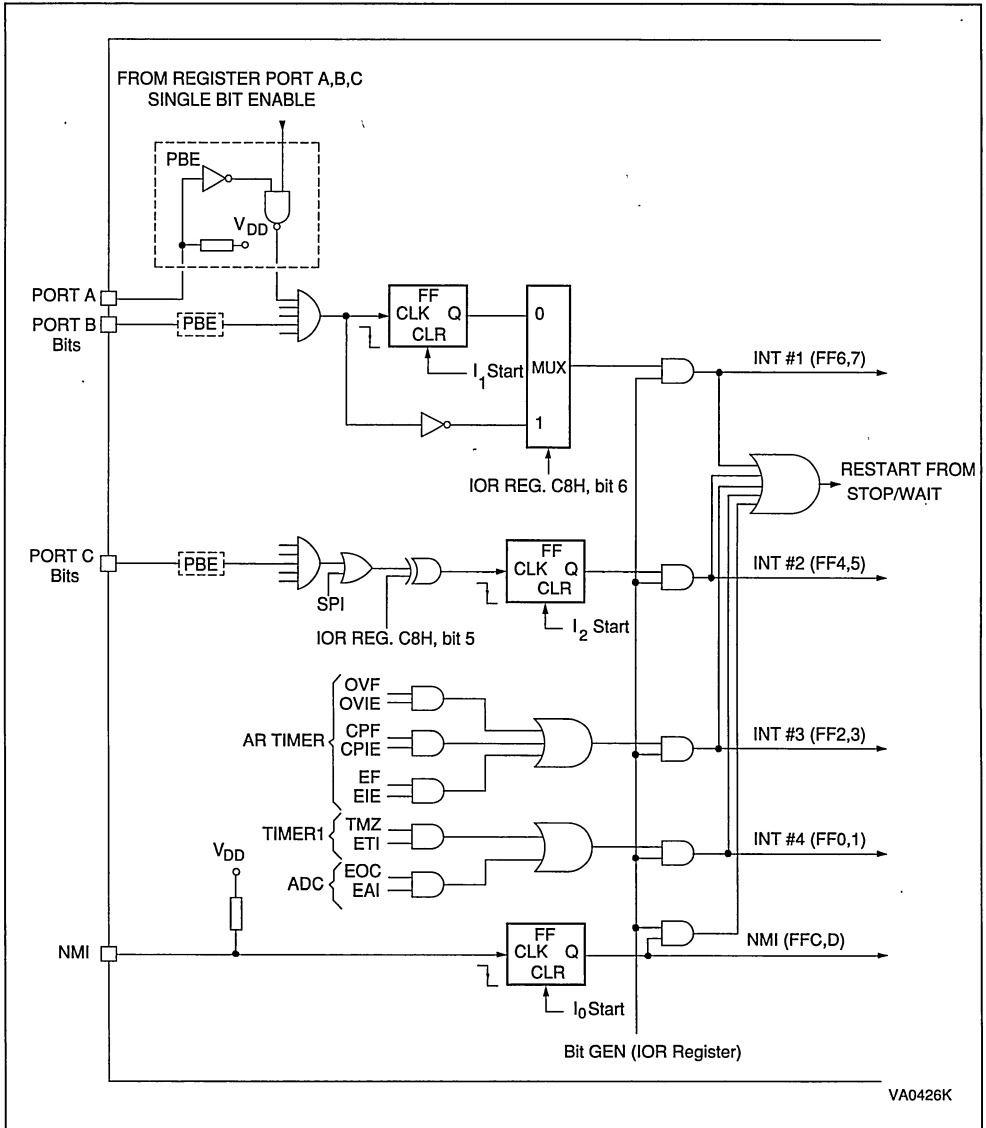 FROM REGISTER PORT A,B,C
SINGLE BIT ENABLE
PBE
VDD
PORT A
PORT B
Bits
PBE
FF
CLK Q
CLR
I1 Start
0
MUX
1
IOR REG. C8H, bit 6
INT #1 (FF6,7)
RESTART FROM
STOP/WAIT
PORT C
Bits
PBE
SPI
IOR REG. C8H, bit 5
FF
CLK Q
CLR
I2 Start
INT #2 (FF4,5)
AR TIMER
OVF
OVIE
CPF
CPIE
EF
EIE
INT #3 (FF2,3)
TIMER1
TMZ
ETI
ADC
EOC
EAI
INT #4 (FF0,1)
VDD
NMI
FF
CLK Q
CLR
I0 Start
NMI (FFC,D)
Bit GEN (IOR Register)
VA0426K